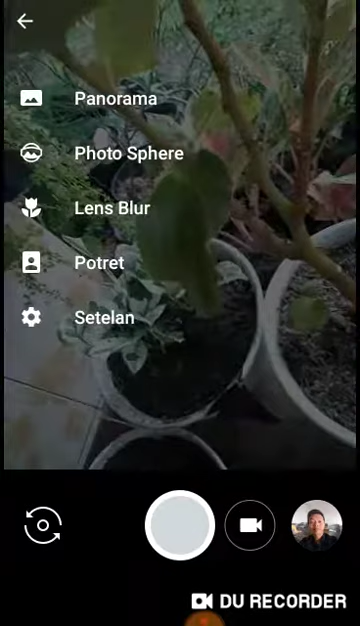 Panorama
Photo Sphere
Lens Blur
Potret
Setelan
DU RECORDER